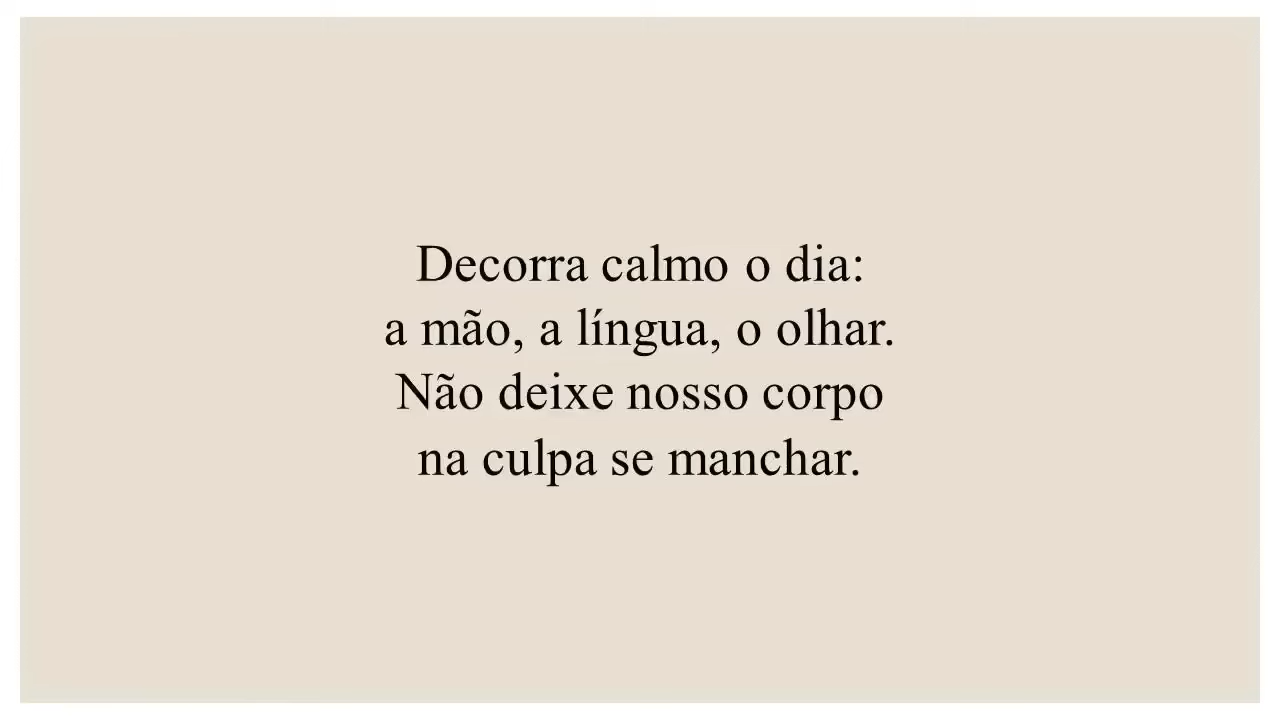 Decorra calmo o dia:
a mão, a língua, o olhar.
Não deixe nosso corpo
na culpa se manchar.